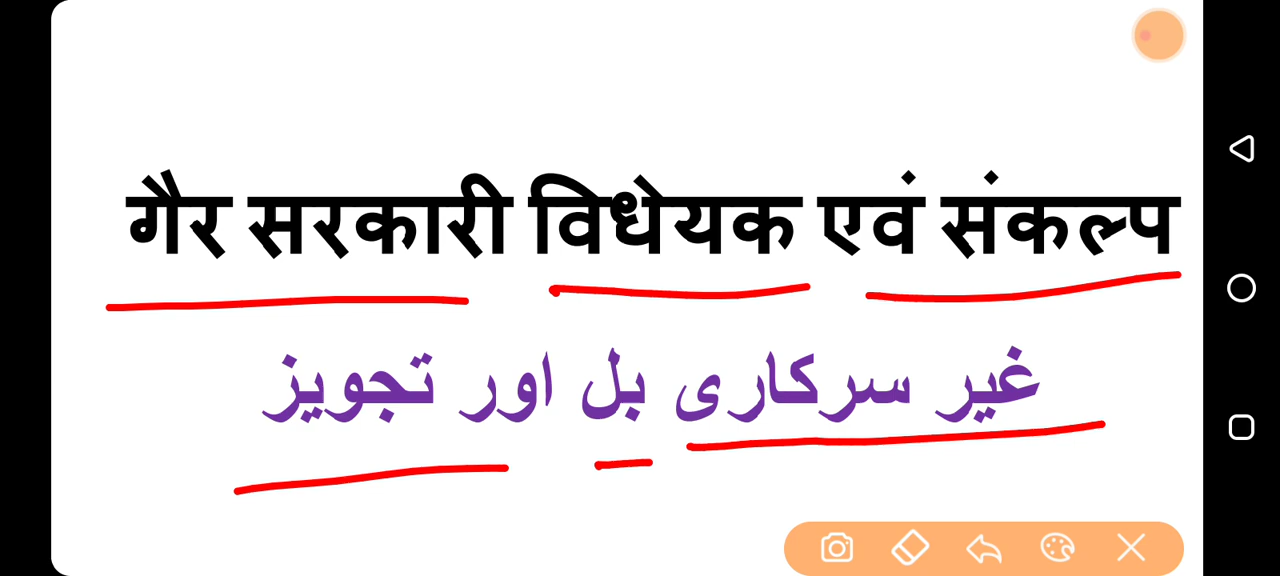 गैर सरकारी विधेयक एवं संकल्प
غیر سرکاری بل اور تجویز